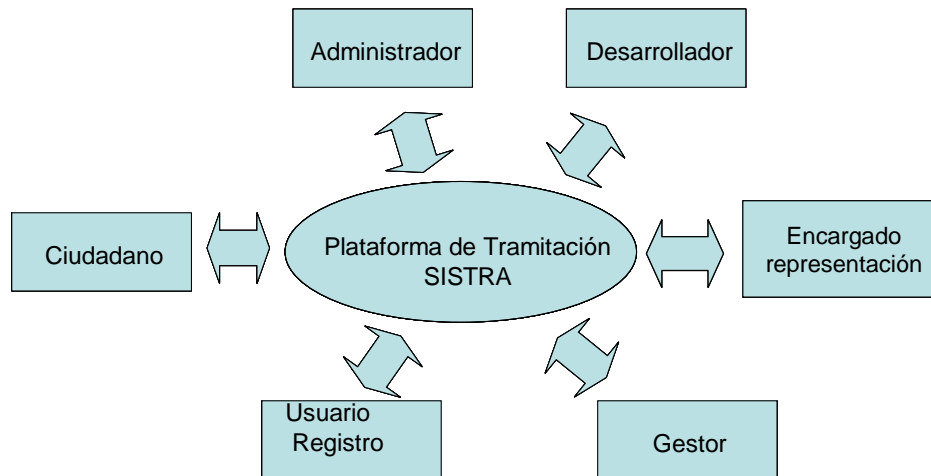 Administrador
Desarrollador
Ciudadano
Plataforma de Tramitación
SISTRA
Encargado
representación
Usuario
Registro
Gestor